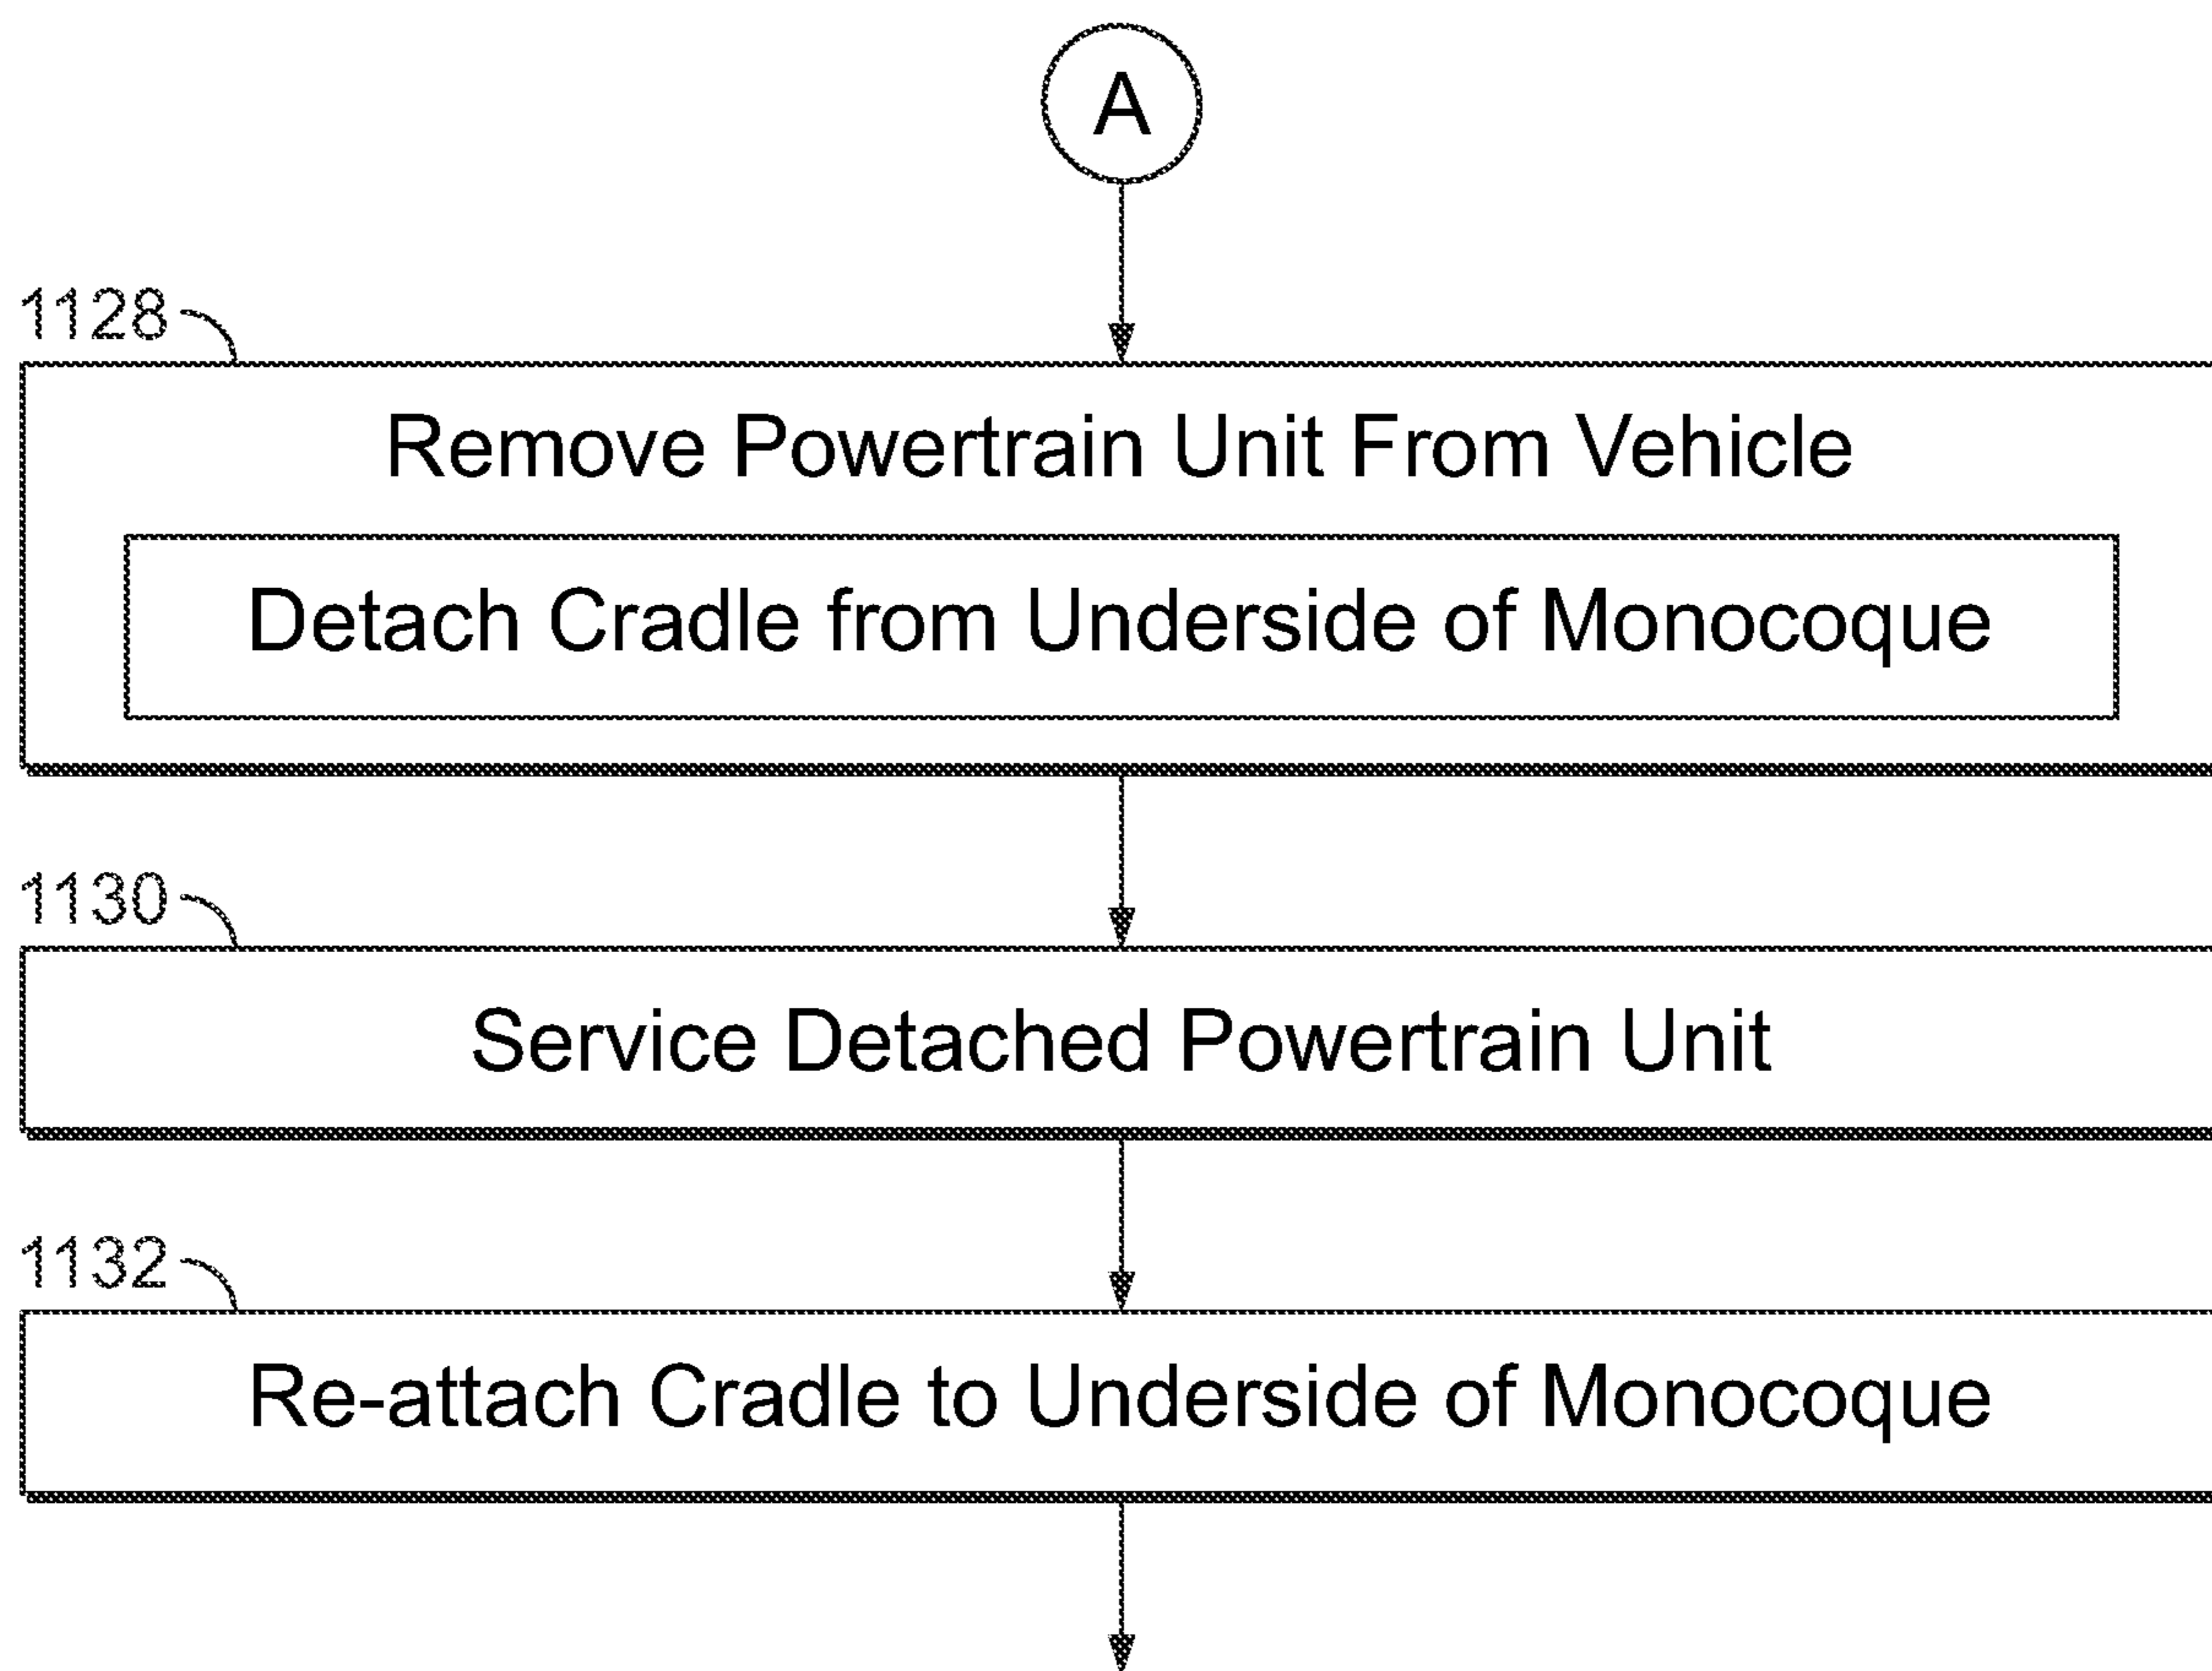 A
1128
Remove Powertrain Unit From Vehicle
Detach Cradle from Underside of Monocoque
1130
Service Detached Powertrain Unit
1132
Re-attach Cradle to Underside of Monocoque